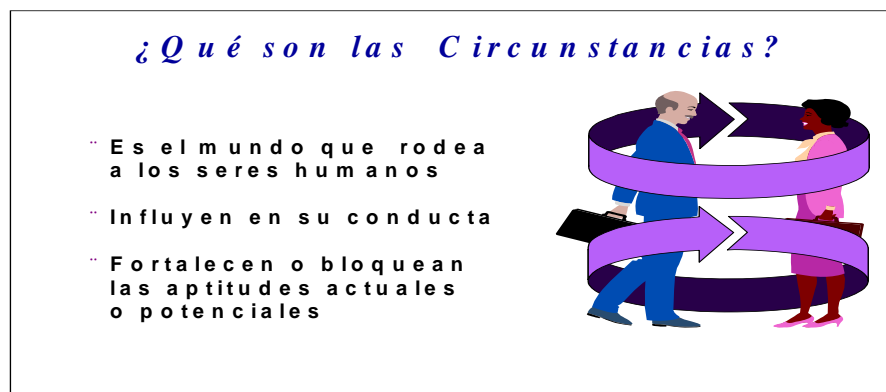 ¿Qué son las Circunstancias?
¨ Es el mundo que rodea
a los seres humanos
¨ Influyen en su conducta
¨ Fortalecen o bloquean
las aptitudes actuales
o potenciales